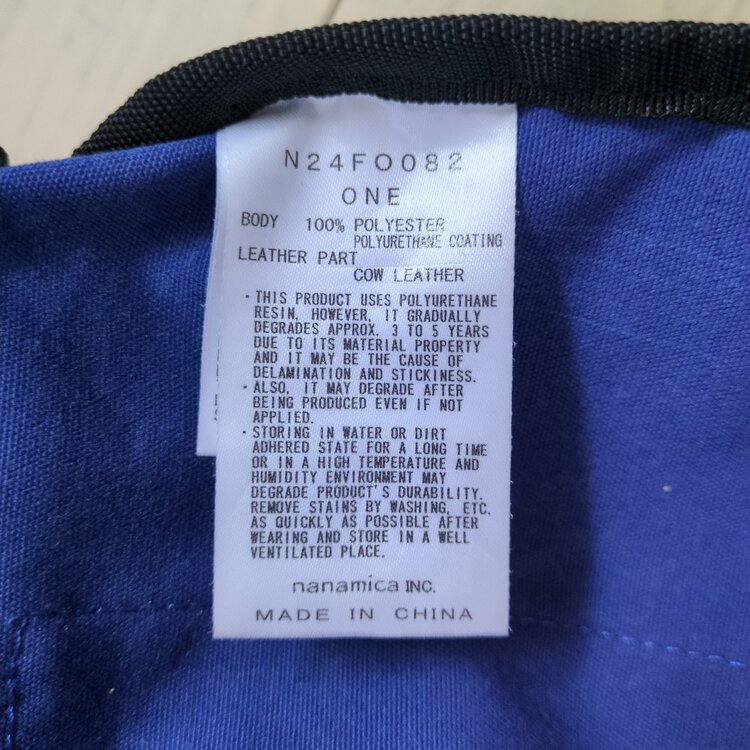 N24FO082
ONE
BODY 100% POLYESTER
POLYURETHANE COATING
LEATHER PART
COW LEATHER
・THIS PRODUCT USES POLYURETHANE
RESIN, HOWEVER, IT GRADUALLY
DEGRADES APPROX. 3 TO 5 YEARS
DUE TO ITS MATERIAL PROPERTY
AND IT MAY BE THE CAUSE OF
DELAMINATION AND STICKINESS.
・ALSO, IT MAY DEGRADE AFTER
BEING PRODUCED EVEN IF NOT
APPLIED.
・STORING IN WATER OR DIRT
ADHERED STATE FOR A LONG TIME
OR IN A HIGH TEMPERATURE AND
HUMIDITY ENVIRONMENT MAY
DEGRADE PRODUCT'S DURABILITY.
REMOVE STAINS BY WASHING, ETC.
AS QUICKLY AS POSSIBLE AFTER
WEARING AND STORE IN A WELL
VENTILATED PLACE.
nanamica INC.
MADE IN CHINA